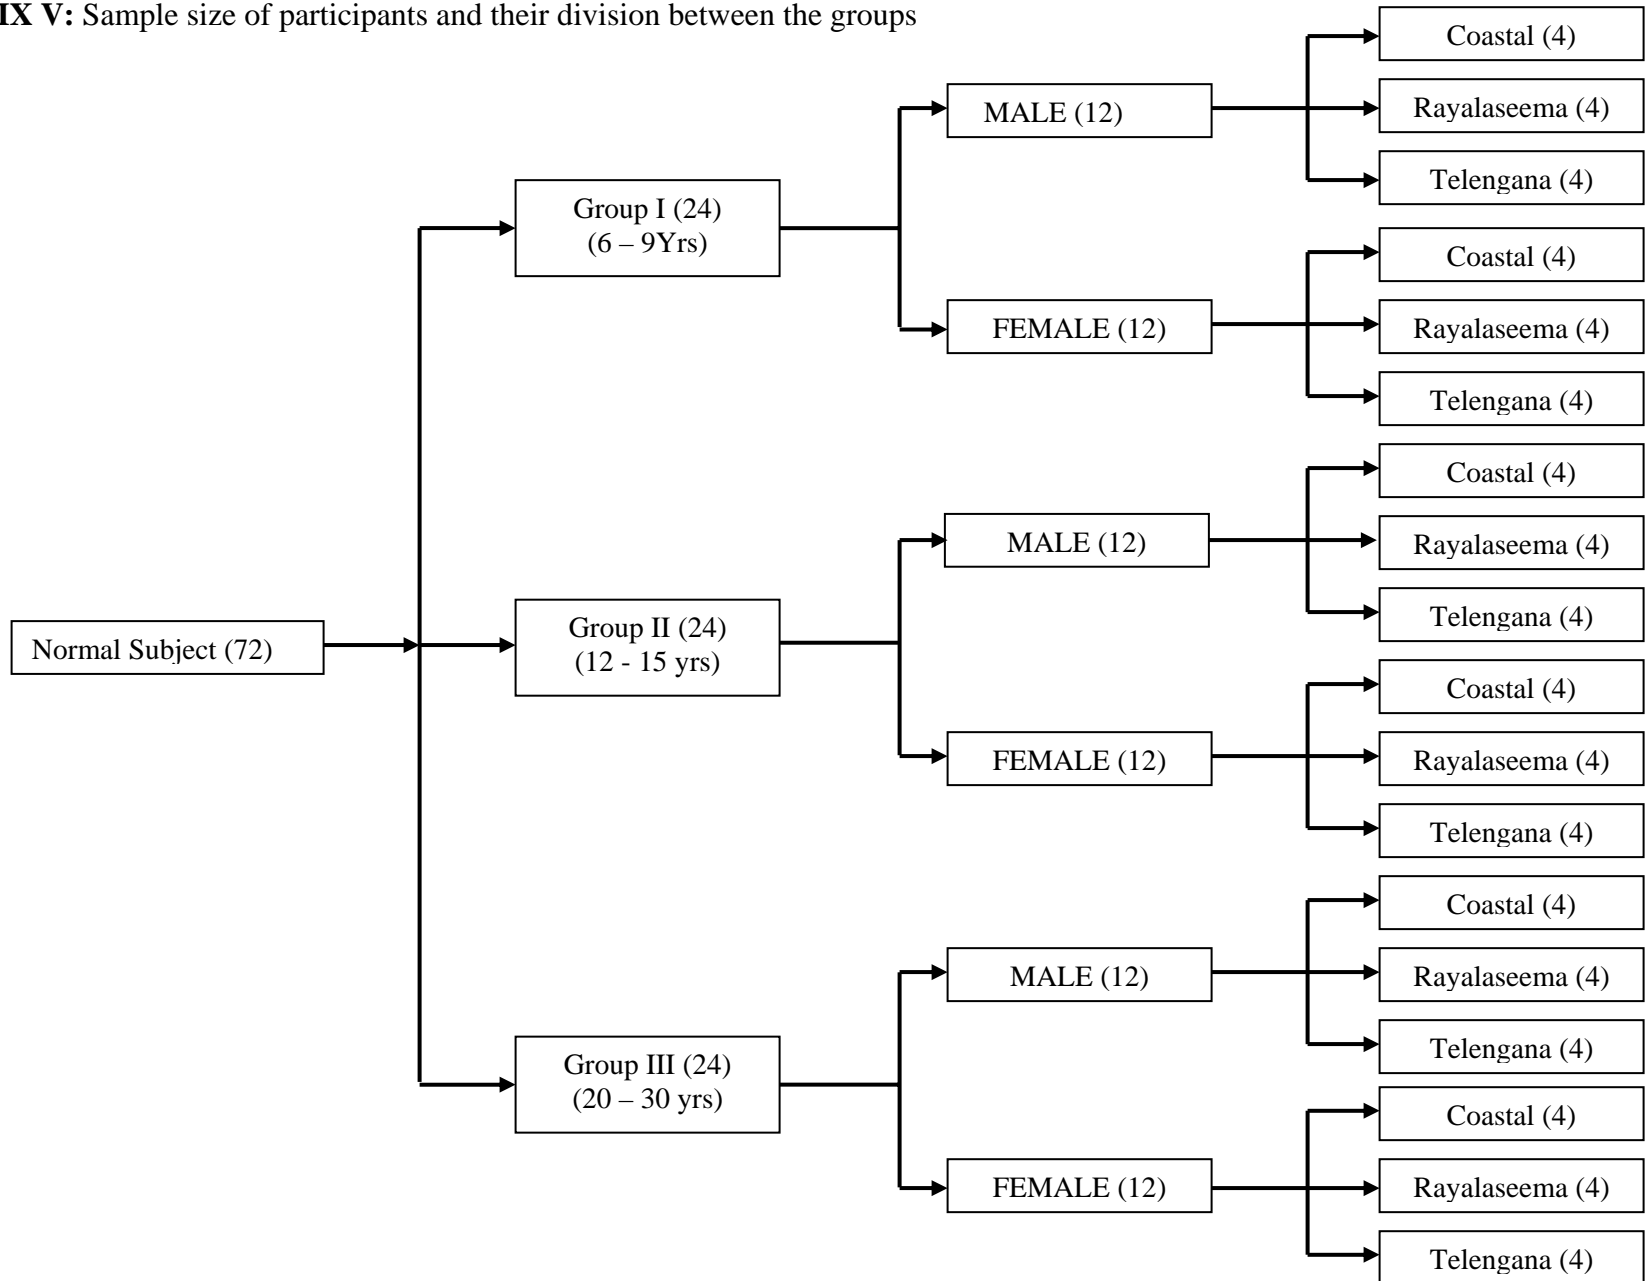 IX V: Sample size of participants and their division between the groups
Normal Subject (72)
Group I (24)
(6 – 9Yrs)
MALE (12)
Coastal (4)
Rayalaseema (4)
Telengana (4)
FEMALE (12)
Coastal (4)
Rayalaseema (4)
Telengana (4)
Group II (24)
(12 - 15 yrs)
MALE (12)
Coastal (4)
Rayalaseema (4)
Telengana (4)
FEMALE (12)
Coastal (4)
Rayalaseema (4)
Telengana (4)
Group III (24)
(20 – 30 yrs)
MALE (12)
Coastal (4)
Rayalaseema (4)
Telengana (4)
FEMALE (12)
Coastal (4)
Rayalaseema (4)
Telengana (4)